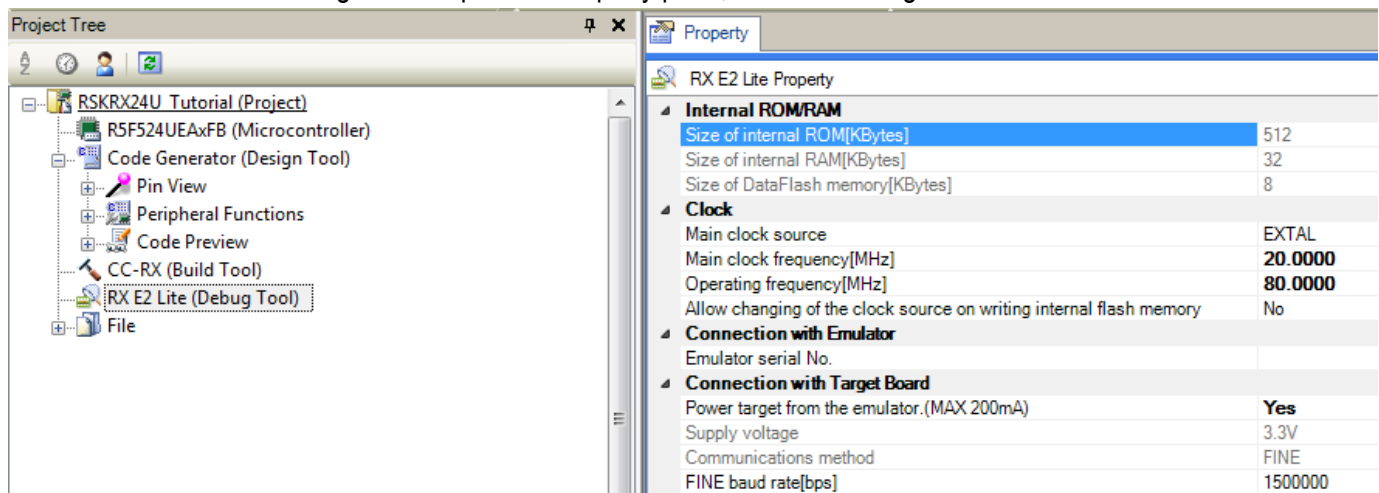 Project Tree
RSKRX24U_Tutorial (Project)
R5F524UEAxFB (Microcontroller)
Code Generator (Design Tool)
Pin View
Peripheral Functions
Code Preview
CC-RX (Build Tool)
RX E2 Lite (Debug Tool)
File
Property
RX E2 Lite Property
Internal ROM/RAM
Size of internal ROM[KBytes] 512
Size of internal RAM[KBytes] 32
Size of DataFlash memory[KBytes] 8
Clock
Main clock source EXTAL
Main clock frequency[MHz] 20.0000
Operating frequency[MHz] 80.0000
Allow changing of the clock source on writing internal flash memory No
Connection with Emulator
Emulator serial No.
Connection with Target Board
Power target from the emulator.(MAX 200mA) Yes
Supply voltage 3.3V
Communications method FINE
FINE baud rate[bps] 1500000